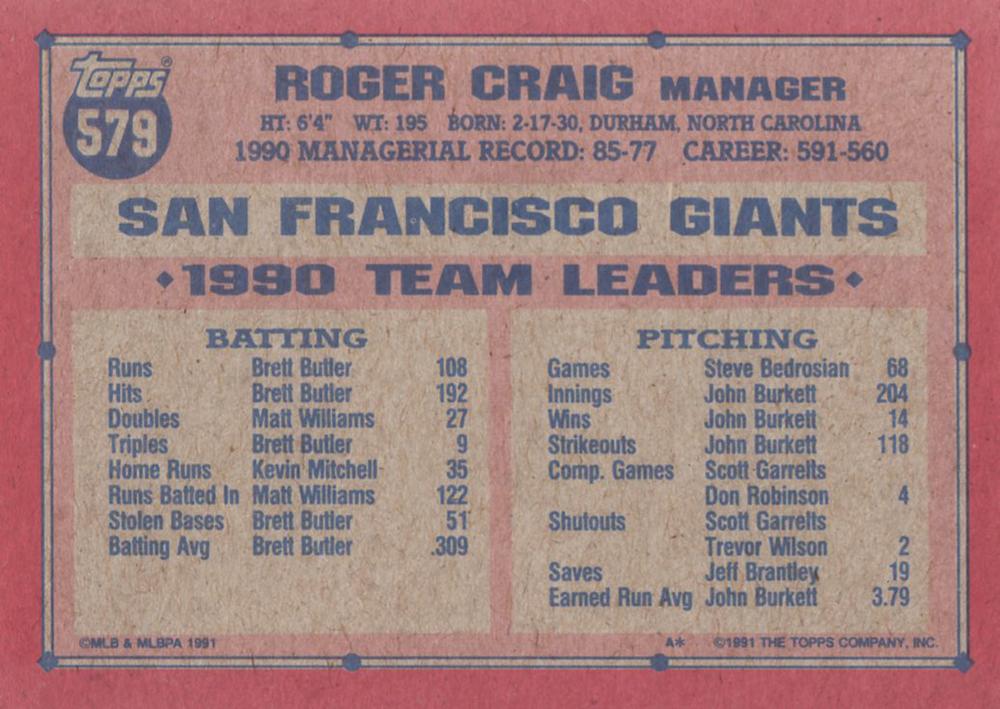 Topps®
579
ROGER CRAIG MANAGER
HT: 6'4" WT: 195 BORN: 2-17-30, DURHAM, NORTH CAROLINA
1990 MANAGERIAL RECORD: 85-77 CAREER: 591-560
SAN FRANCISCO GIANTS
◆1990 TEAM LEADERS◆
BATTING
Runs Brett Butler 108
Hits Brett Butler 192
Doubles Matt Williams 27
Triples Brett Butler 9
Home Runs Kevin Mitchell 35
Runs Batted In Matt Williams 122
Stolen Bases Brett Butler 51
Batting Avg Brett Butler .309
PITCHING
Games Steve Bedrosian 68
Innings John Burkett 204
Wins John Burkett 14
Strikeouts John Burkett 118
Comp. Games Scott Garrelts
Don Robinson 4
Shutouts Scott Garrelts
Trevor Wilson 2
Saves Jeff Brantley 19
Earned Run Avg John Burkett 3.79
©MLB & MLBPA 1991
A* ©1991 THE TOPPS COMPANY, INC.